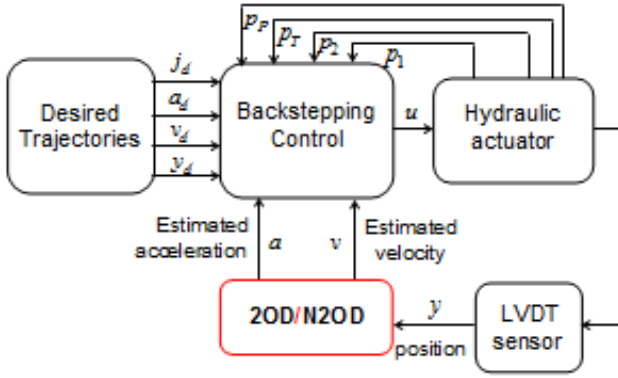 p_P
p_T
p_2
p_1
Desired
Trajectories
j_d
a_d
v_d
y_d
Backstepping
Control
u
Hydraulic
actuator
Estimated
acceleration
a
v
Estimated
velocity
2OD/N2OD
y
position
LVDT
sensor